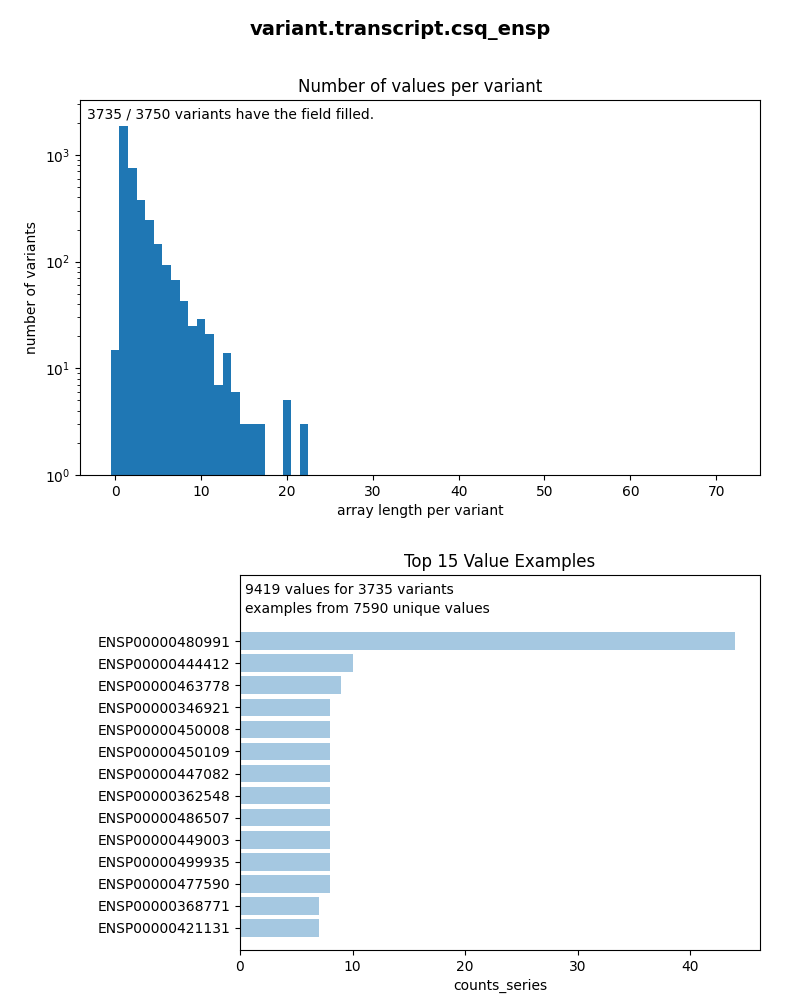 variant.transcript.csq_ensp
Number of values per variant
3735 / 3750 variants have the field filled.
10³
10²
10¹
10⁰
number of variants
0 10 20 30 40 50 60 70
array length per variant
Top 15 Value Examples
9419 values for 3735 variants
examples from 7590 unique values
ENSP00000480991
ENSP00000444412
ENSP00000463778
ENSP00000346921
ENSP00000450008
ENSP00000450109
ENSP00000447082
ENSP00000362548
ENSP00000486507
ENSP00000449003
ENSP00000499935
ENSP00000477590
ENSP00000368771
ENSP00000421131
0 10 20 30 40
counts_series